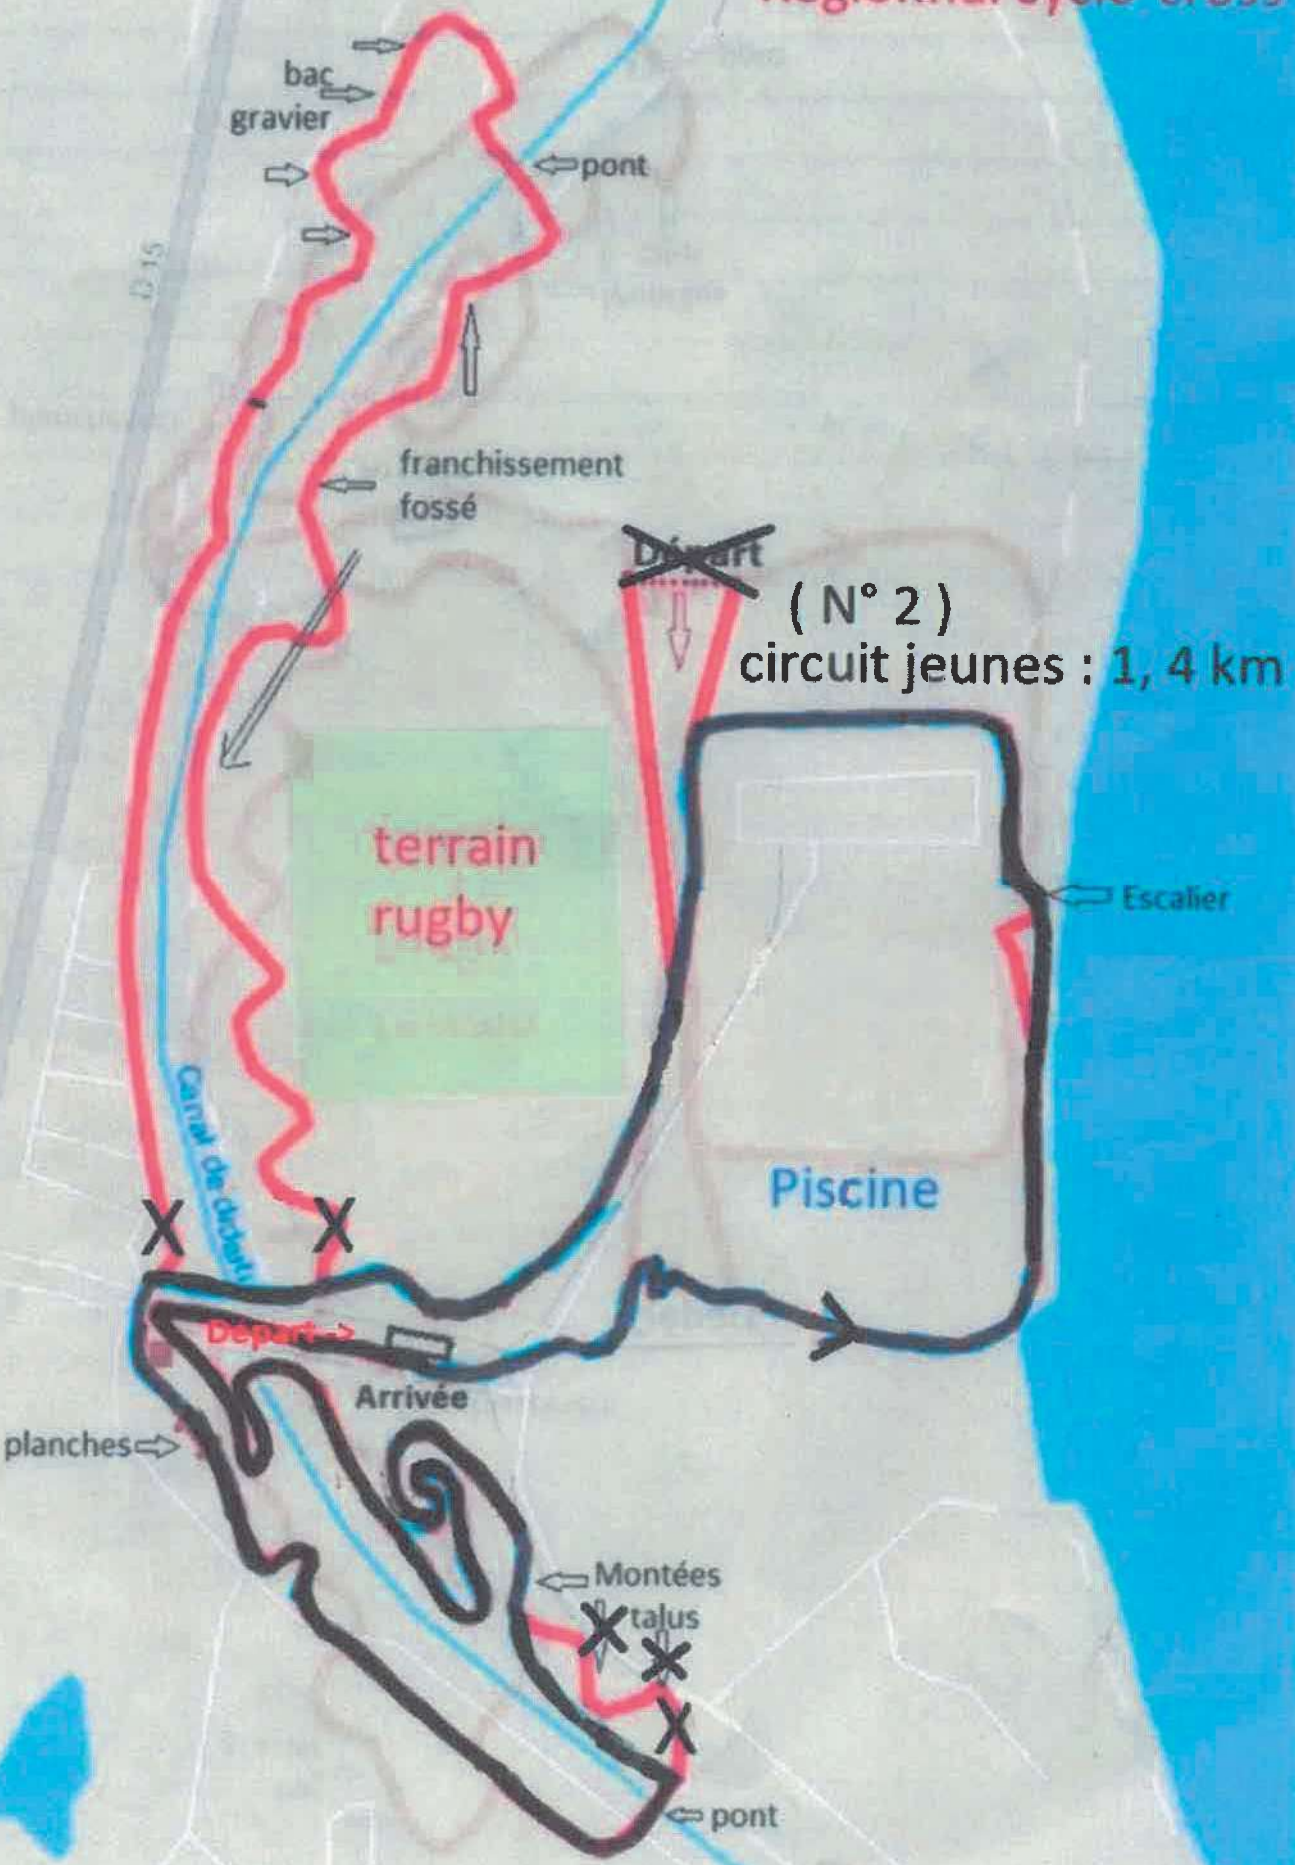 bac
gravier
pont
D 15
franchissement
fossé
Départ
( N° 2 )
circuit jeunes : 1, 4 km
terrain
rugby
Escalier
Canal de
Piscine
X X
Départ-->
Arrivée
planches
Montées
talus
X
X
X
pont